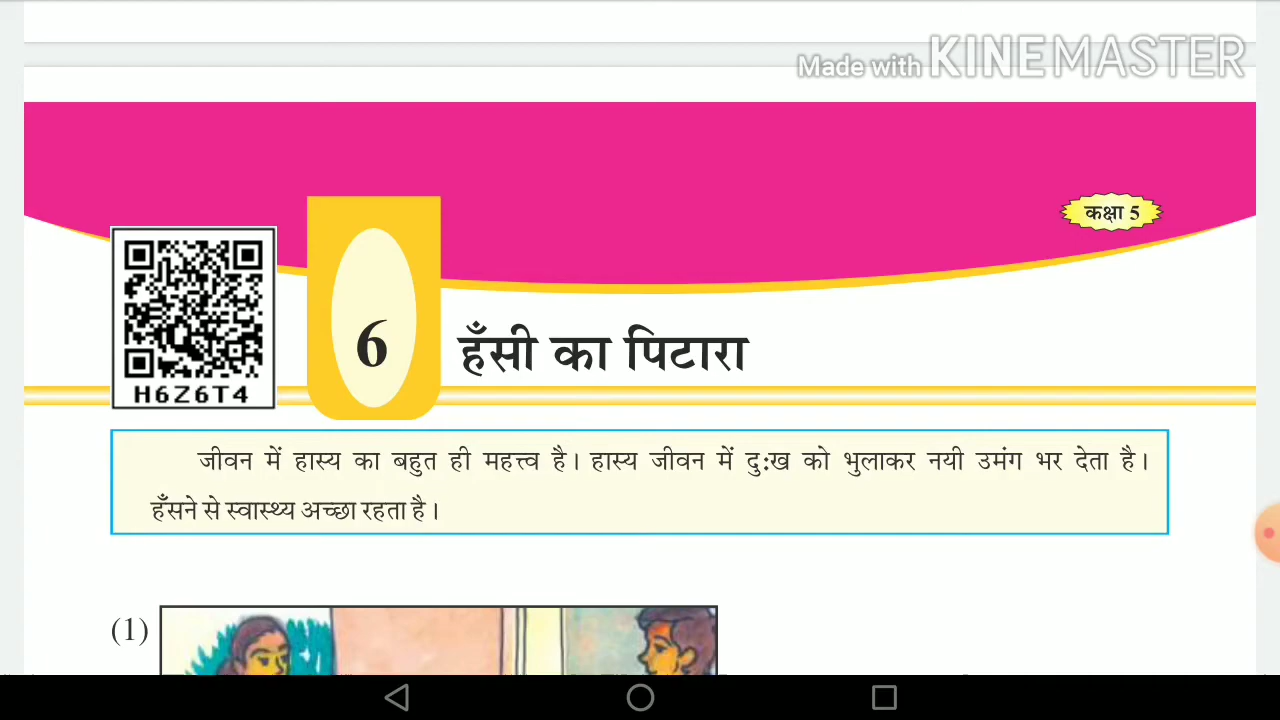 Made with KINEMASTER
कक्षा 5
H6Z6T4
6 हँसी का पिटारा
जीवन में हास्य का बहुत ही महत्त्व है। हास्य जीवन में दुःख को भुलाकर नयी उमंग भर देता है।
हँसने से स्वास्थ्य अच्छा रहता है।
(1)